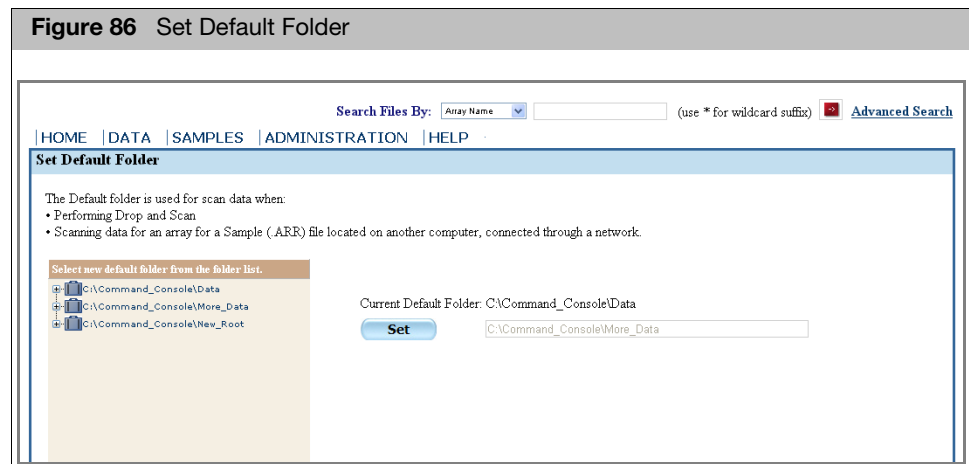 Figure 86 Set Default Folder
Search Files By: Array Name (use * for wildcard suffix) Advanced Search
|HOME |DATA |SAMPLES |ADMINISTRATION |HELP
Set Default Folder
The Default folder is used for scan data when:
• Performing Drop and Scan
• Scanning data for an array for a Sample (.ARR) file located on another computer, connected through a network.
Select new default folder from the folder list.
C:\Command_Console\Data
C:\Command_Console\More_Data
C:\Command_Console\New_Root
Current Default Folder: C:\Command_Console\Data
Set C:\Command_Console\More_Data